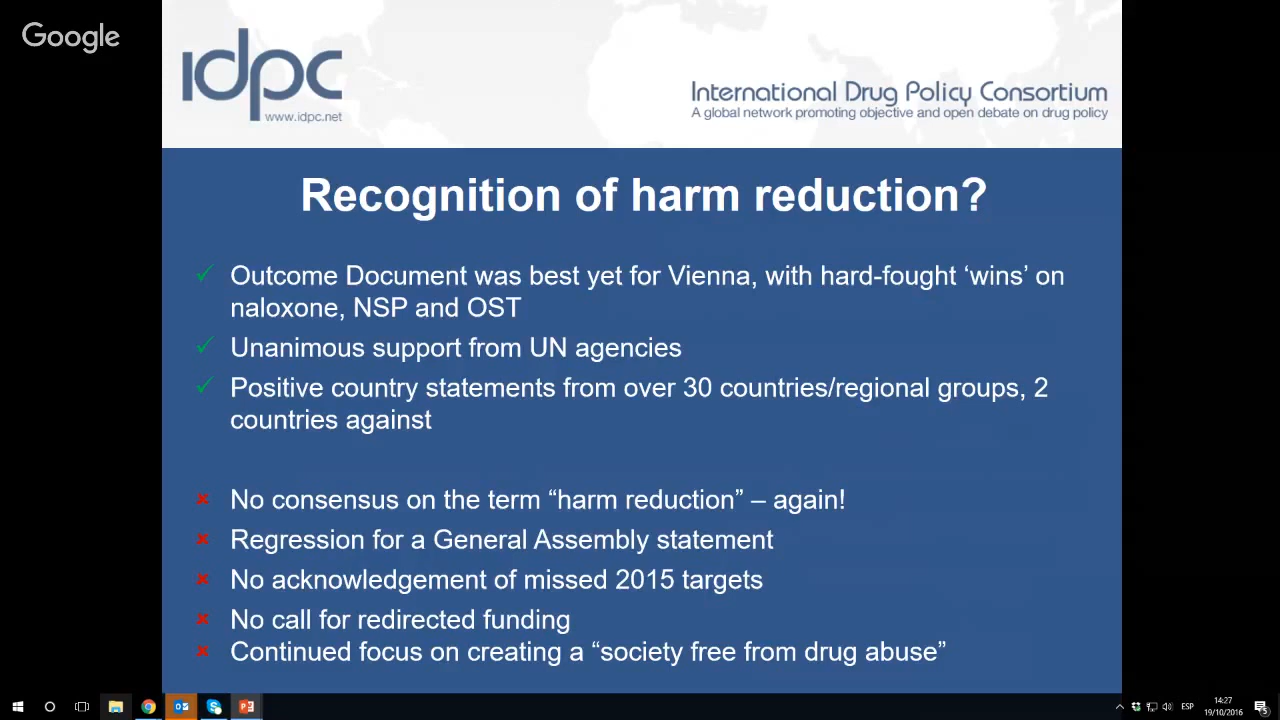 Google
idpc
www.idpc.net
International Drug Policy Consortium
A global network promoting objective and open debate on drug policy
Recognition of harm reduction?
✓ Outcome Document was best yet for Vienna, with hard-fought ‘wins’ on
naloxone, NSP and OST
✓ Unanimous support from UN agencies
✓ Positive country statements from over 30 countries/regional groups, 2
countries against
× No consensus on the term “harm reduction” – again!
× Regression for a General Assembly statement
× No acknowledgement of missed 2015 targets
× No call for redirected funding
× Continued focus on creating a “society free from drug abuse”
ESP
14:27
19/10/2016
5